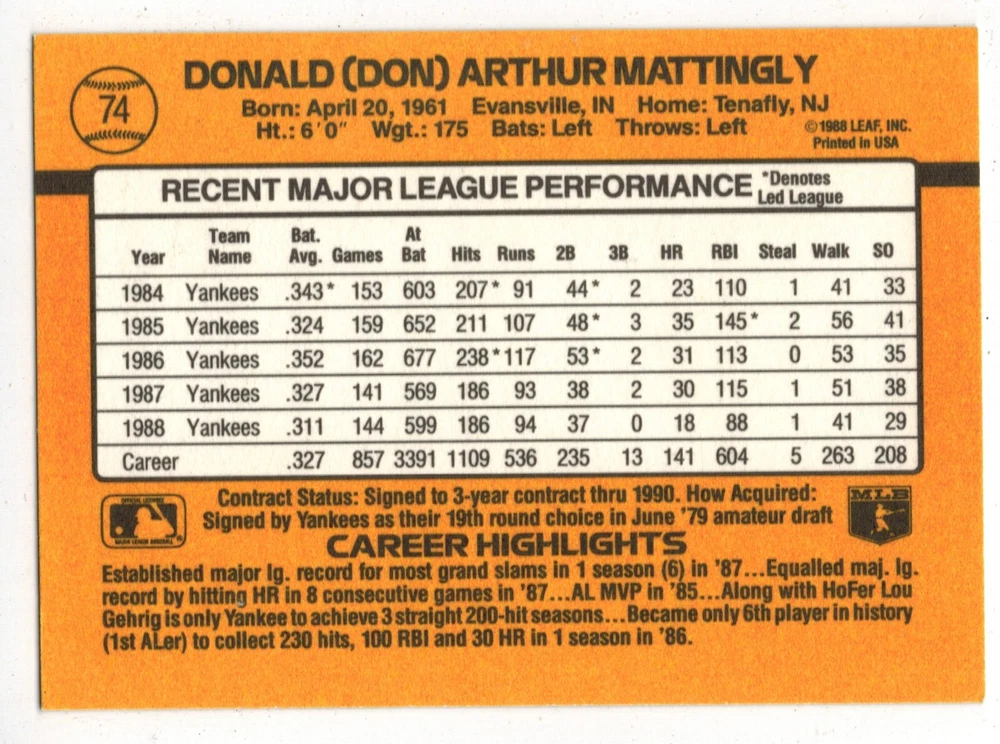 74
DONALD (DON) ARTHUR MATTINGLY
Born: April 20, 1961 Evansville, IN Home: Tenafly, NJ
Ht.: 6'0" Wgt.: 175 Bats: Left Throws: Left
©1988 LEAF, INC.
Printed in USA
RECENT MAJOR LEAGUE PERFORMANCE *Denotes Led League
Year Team Name Bat. Avg. Games At Bat Hits Runs 2B 3B HR RBI Steal Walk SO
1984 Yankees .343* 153 603 207* 91 44* 2 23 110 1 41 33
1985 Yankees .324 159 652 211 107 48* 3 35 145* 2 56 41
1986 Yankees .352 162 677 238* 117 53* 2 31 113 0 53 35
1987 Yankees .327 141 569 186 93 38 2 30 115 1 51 38
1988 Yankees .311 144 599 186 94 37 0 18 88 1 41 29
Career .327 857 3391 1109 536 235 13 141 604 5 263 208
Contract Status: Signed to 3-year contract thru 1990. How Acquired:
Signed by Yankees as their 19th round choice in June '79 amateur draft
MLB
CAREER HIGHLIGHTS
Established major lg. record for most grand slams in 1 season (6) in '87...Equalled maj. lg.
record by hitting HR in 8 consecutive games in '87...AL MVP in '85...Along with HoFer Lou
Gehrig is only Yankee to achieve 3 straight 200-hit seasons...Became only 6th player in history
(1st ALer) to collect 230 hits, 100 RBI and 30 HR in 1 season in '86.